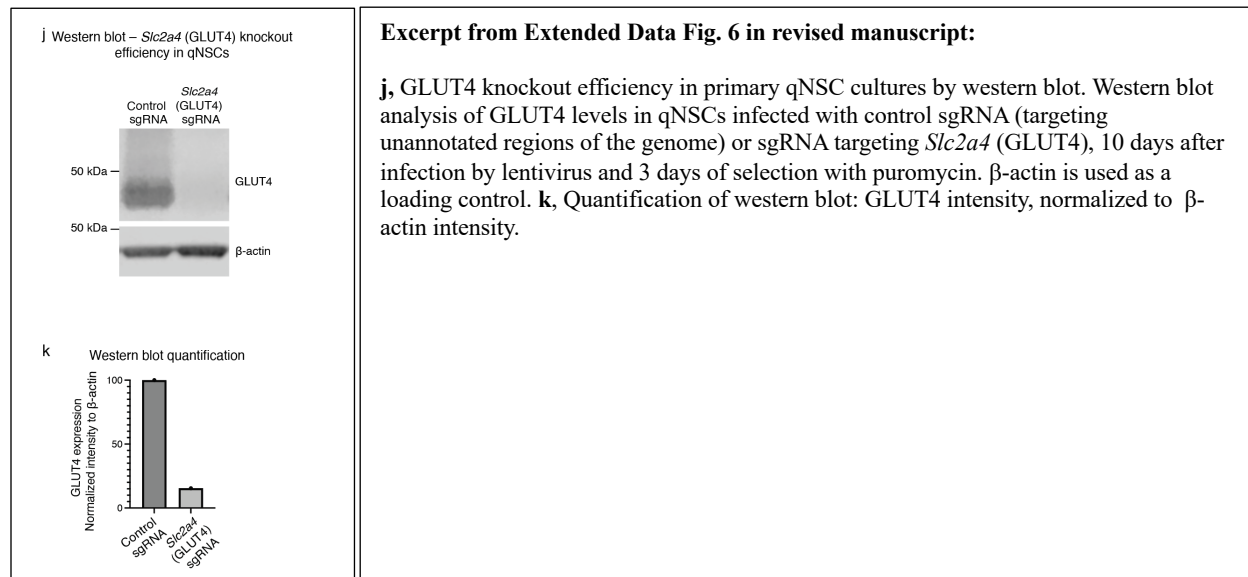 j Western blot – Slc2a4 (GLUT4) knockout
efficiency in qNSCs
Control
sgRNA
Slc2a4
(GLUT4)
sgRNA
50 kDa
GLUT4
50 kDa
β-actin
k Western blot quantification
GLUT4 expression
Normalized intensity to β-actin
100
50
0
Control
sgRNA
Slc2a4
(GLUT4)
sgRNA
Excerpt from Extended Data Fig. 6 in revised manuscript:
j, GLUT4 knockout efficiency in primary qNSC cultures by western blot. Western blot
analysis of GLUT4 levels in qNSCs infected with control sgRNA (targeting
unannotated regions of the genome) or sgRNA targeting Slc2a4 (GLUT4), 10 days after
infection by lentivirus and 3 days of selection with puromycin. β-actin is used as a
loading control. k, Quantification of western blot: GLUT4 intensity, normalized to β-
actin intensity.